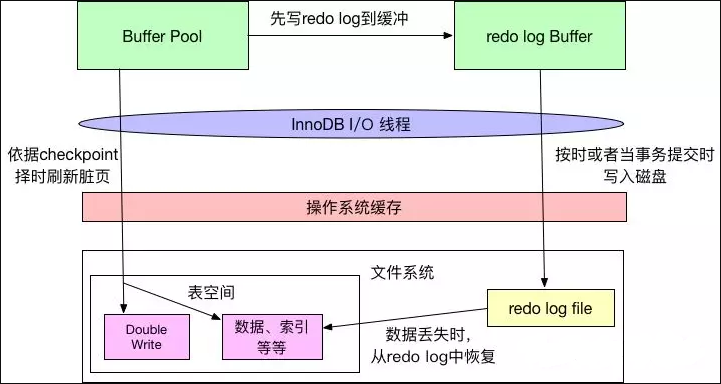 Buffer Pool
先写redo log到缓冲
redo log Buffer
InnoDB I/O 线程
依据checkpoint
择时刷新脏页
按时或者当事务提交时
写入磁盘
操作系统缓存
文件系统
表空间
Double
Write
数据、索引
等等
redo log file
数据丢失时，
从redo log中恢复